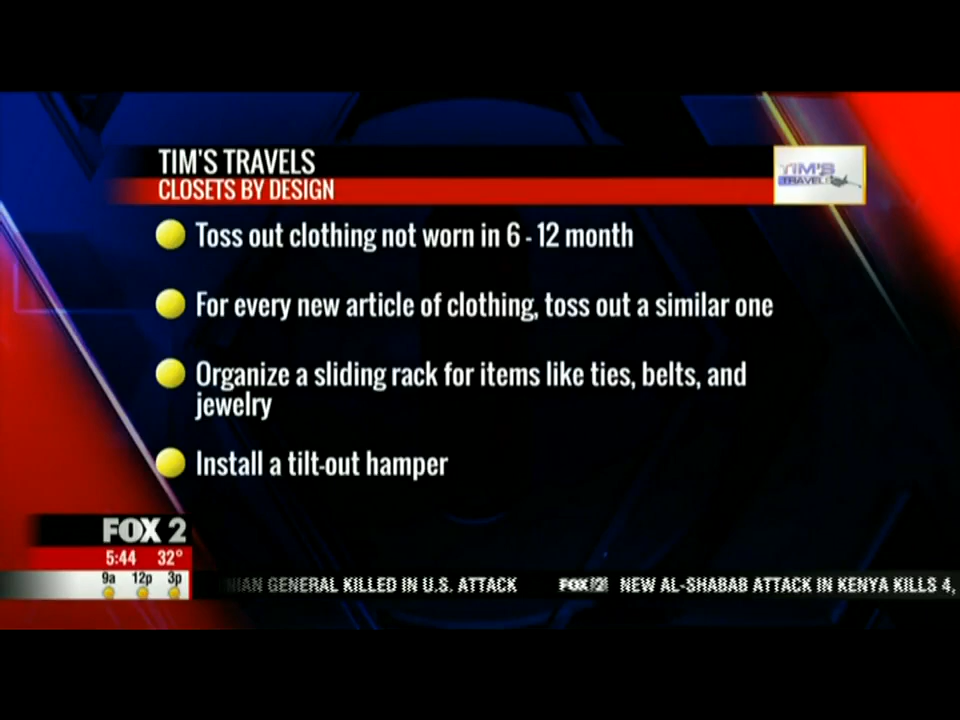 TIM'S TRAVELS
CLOSETS BY DESIGN
TIM'S
TRAVELS
Toss out clothing not worn in 6 - 12 month
For every new article of clothing, toss out a similar one
Organize a sliding rack for items like ties, belts, and
jewelry
Install a tilt-out hamper
FOX 2
5:44 32°
9a 12p 3p
NIAN GENERAL KILLED IN U.S. ATTACK FOX 2 NEW AL-SHABAB ATTACK IN KENYA KILLS 4,